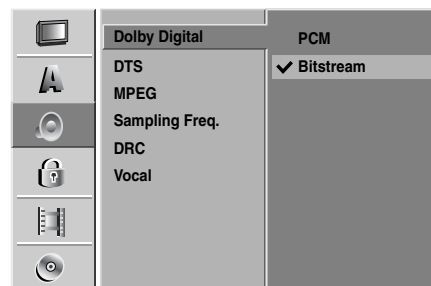 A
Dolby Digital
PCM
DTS
Bitstream
MPEG
Sampling Freq.
DRC
Vocal